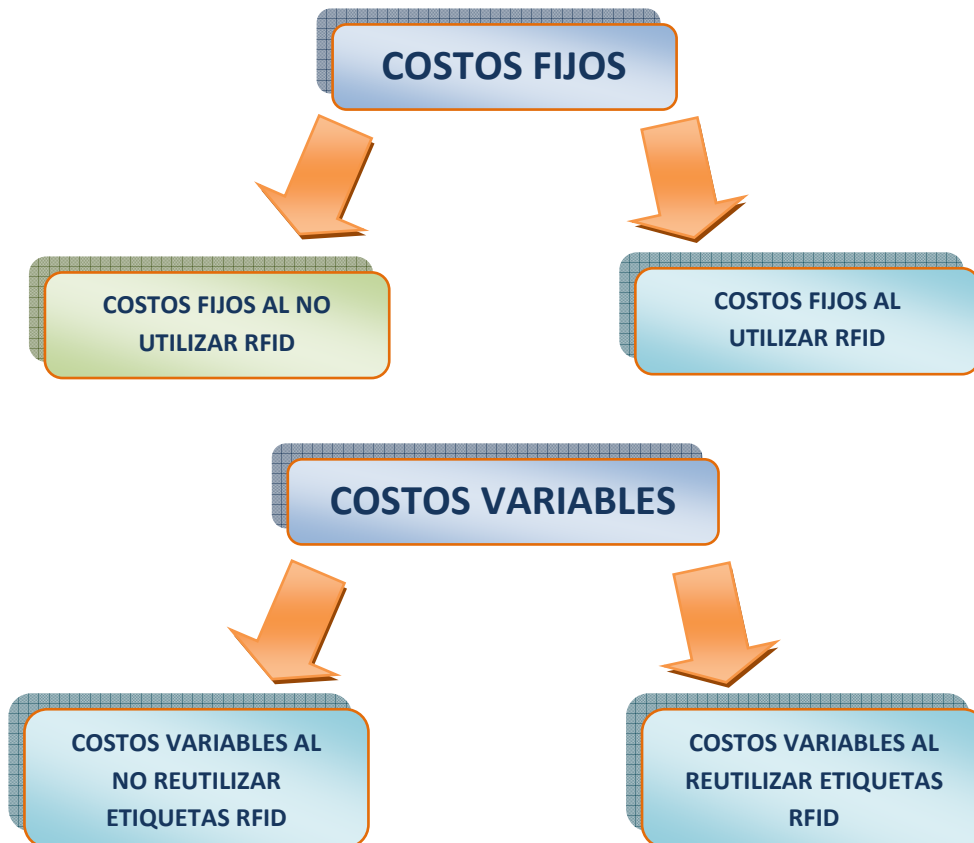 COSTOS FIJOS
COSTOS FIJOS AL NO
UTILIZAR RFID
COSTOS FIJOS AL
UTILIZAR RFID
COSTOS VARIABLES
COSTOS VARIABLES AL
NO REUTILIZAR
ETIQUETAS RFID
COSTOS VARIABLES AL
REUTILIZAR ETIQUETAS
RFID